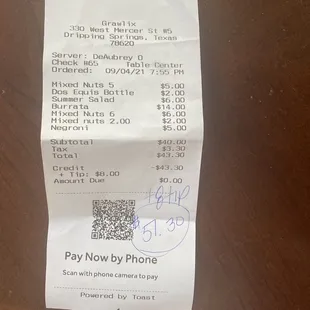 Grawlix
330 West Mercer St #5
Dripping Springs, Texas
78620
Server: DeAubrey O
Check #65 Table Center
Ordered: 09/04/21 7:55 PM
Mixed Nuts 5 $5.00
Dos Equis Bottle $2.00
Summer Salad $6.00
Burrata $14.00
Mixed Nuts 6 $6.00
Mixed nuts 2.00 $2.00
Negroni $5.00
Subtotal $40.00
Tax $3.30
Total $43.30
Credit -$43.30
+ Tip: $8.00
Amount Due $0.00
+8 tip
$51.30
Pay Now by Phone
Scan with phone camera to pay
Powered by Toast